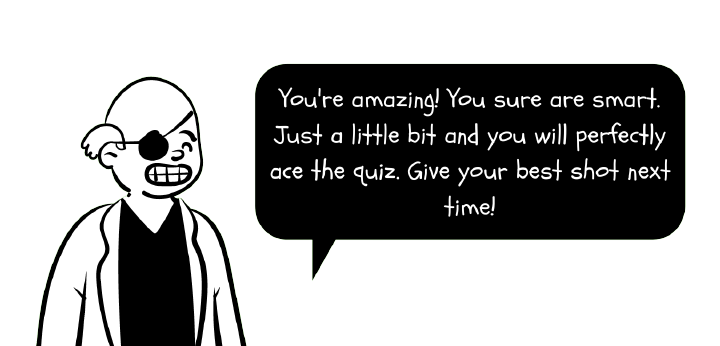 You're amazing! You sure are smart.
Just a little bit and you will perfectly
ace the quiz. Give your best shot next
time!